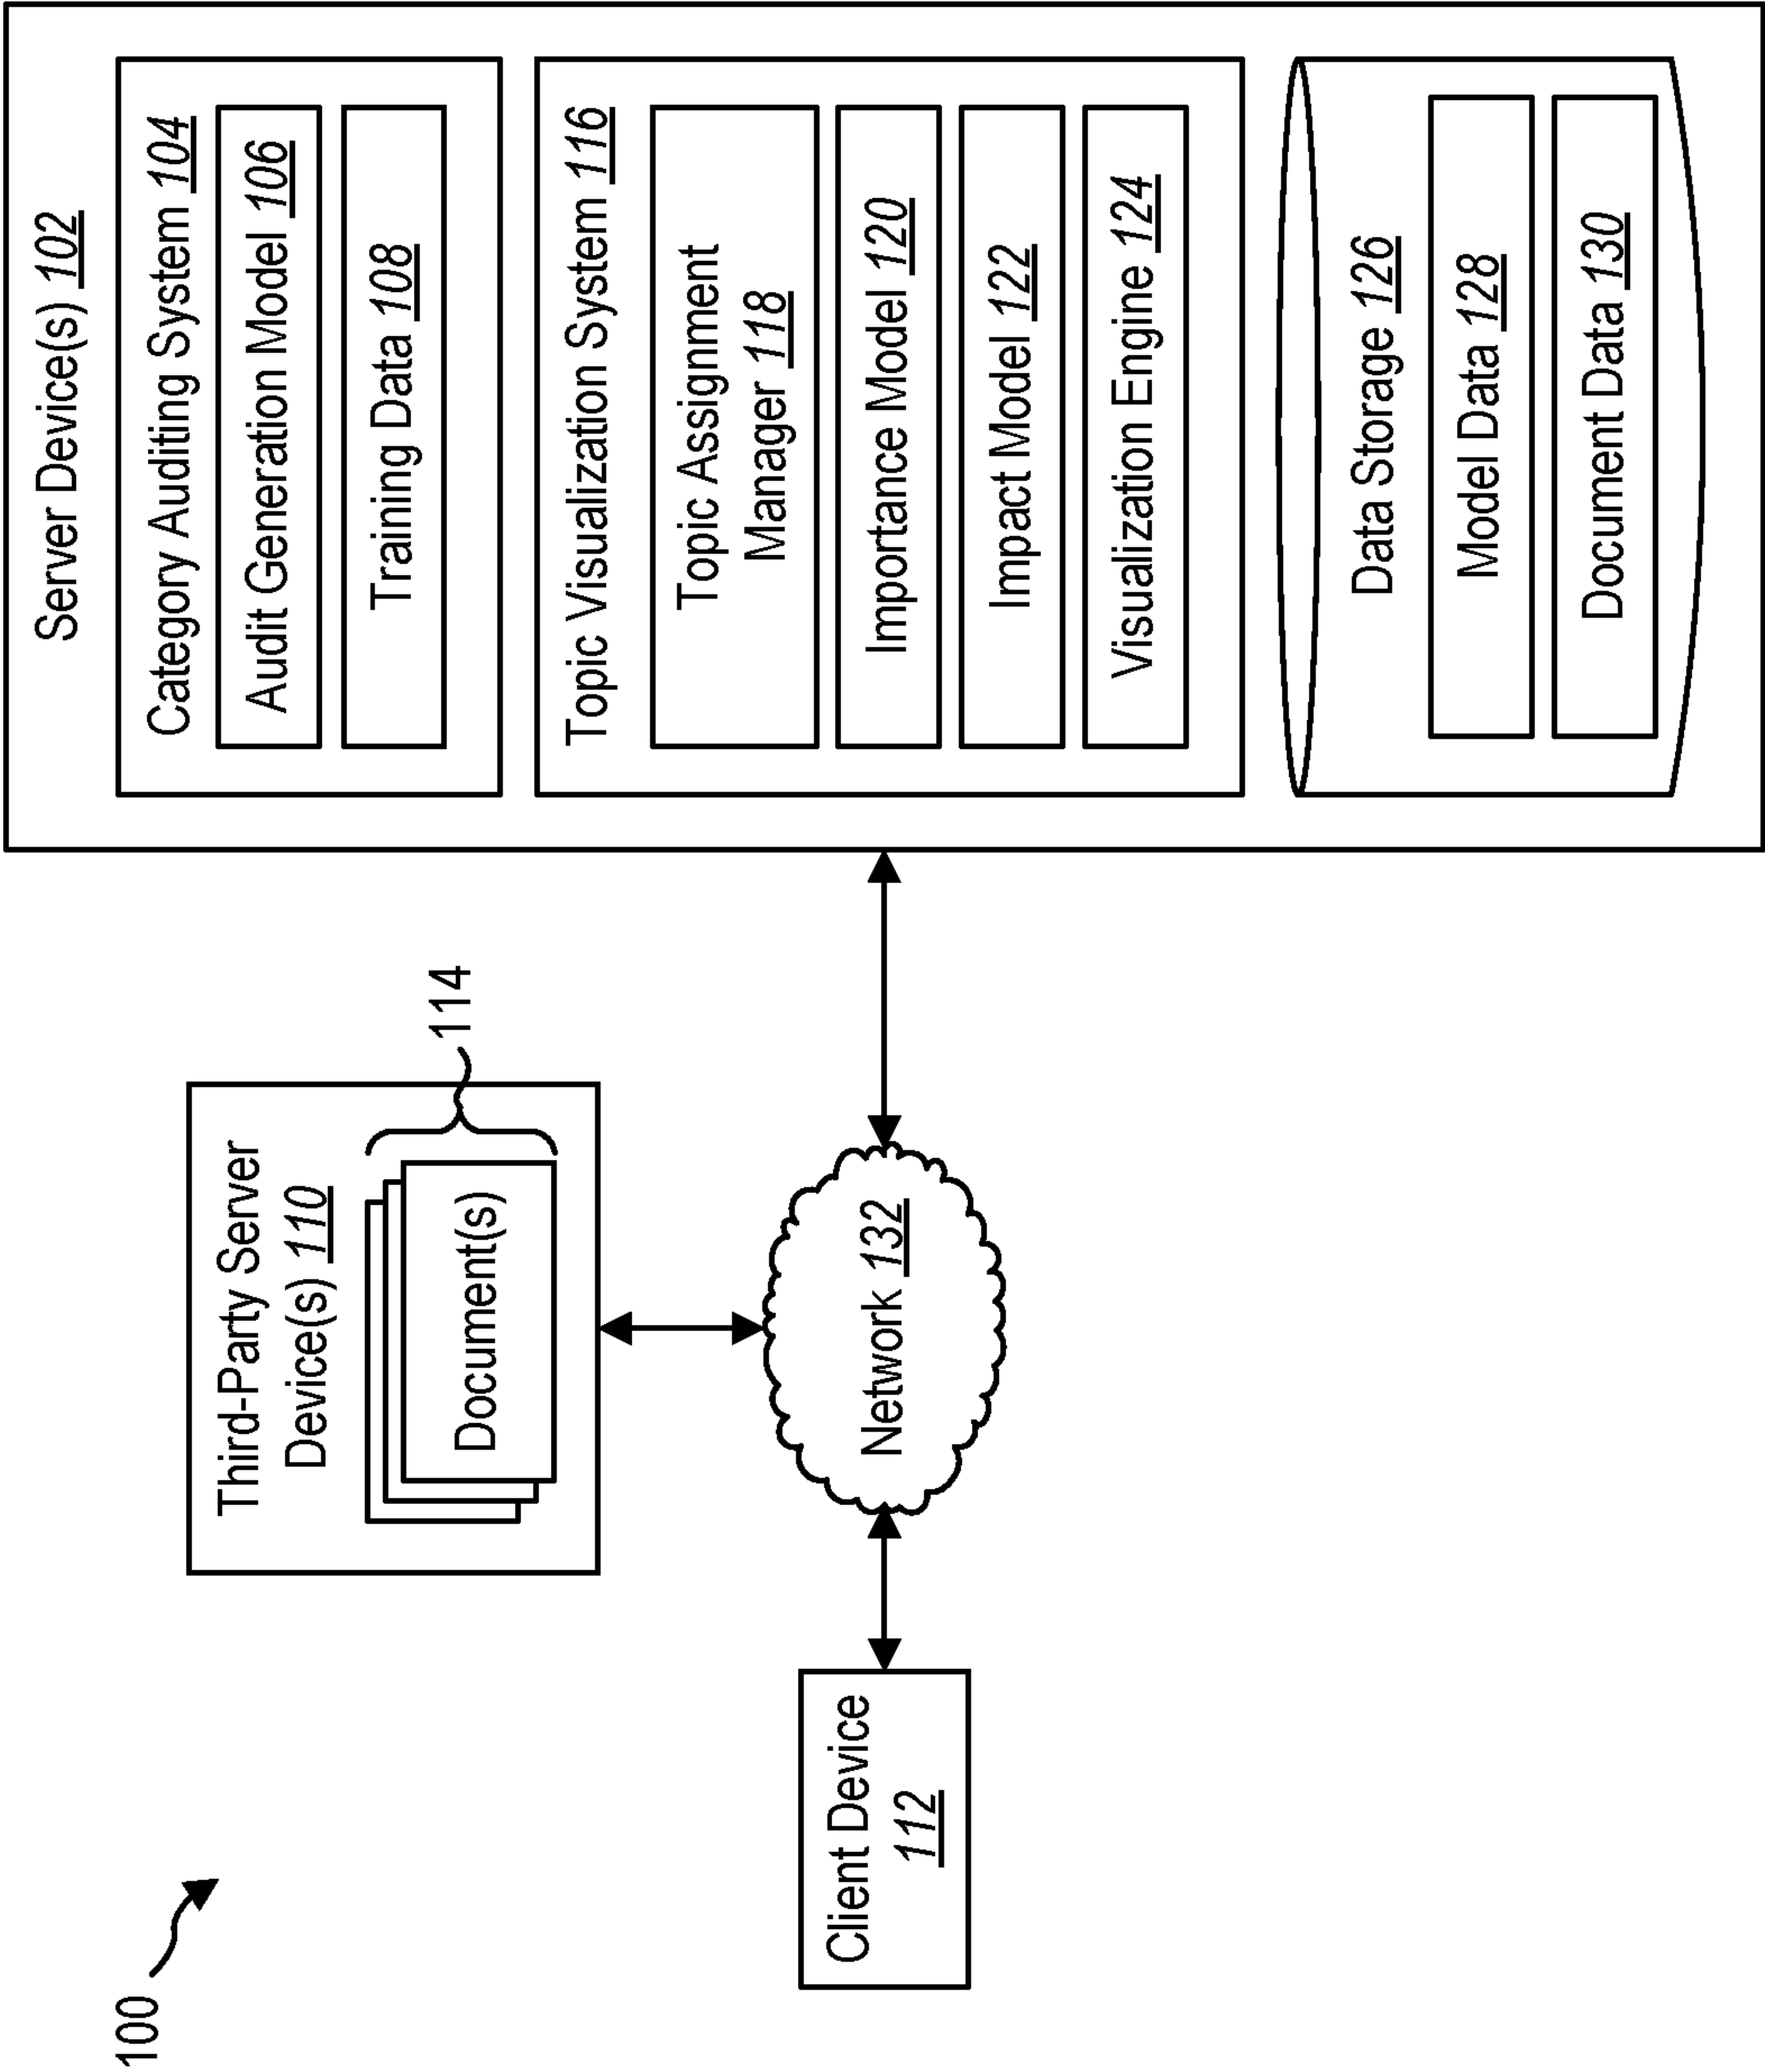 100
Client Device
112
Third-Party Server
Device(s) 110
Document(s)
114
Network 132
Server Device(s) 102
Category Auditing System 104
Audit Generation Model 106
Training Data 108
Topic Visualization System 116
Topic Assignment
Manager 118
Importance Model 120
Impact Model 122
Visualization Engine 124
Data Storage 126
Model Data 128
Document Data 130